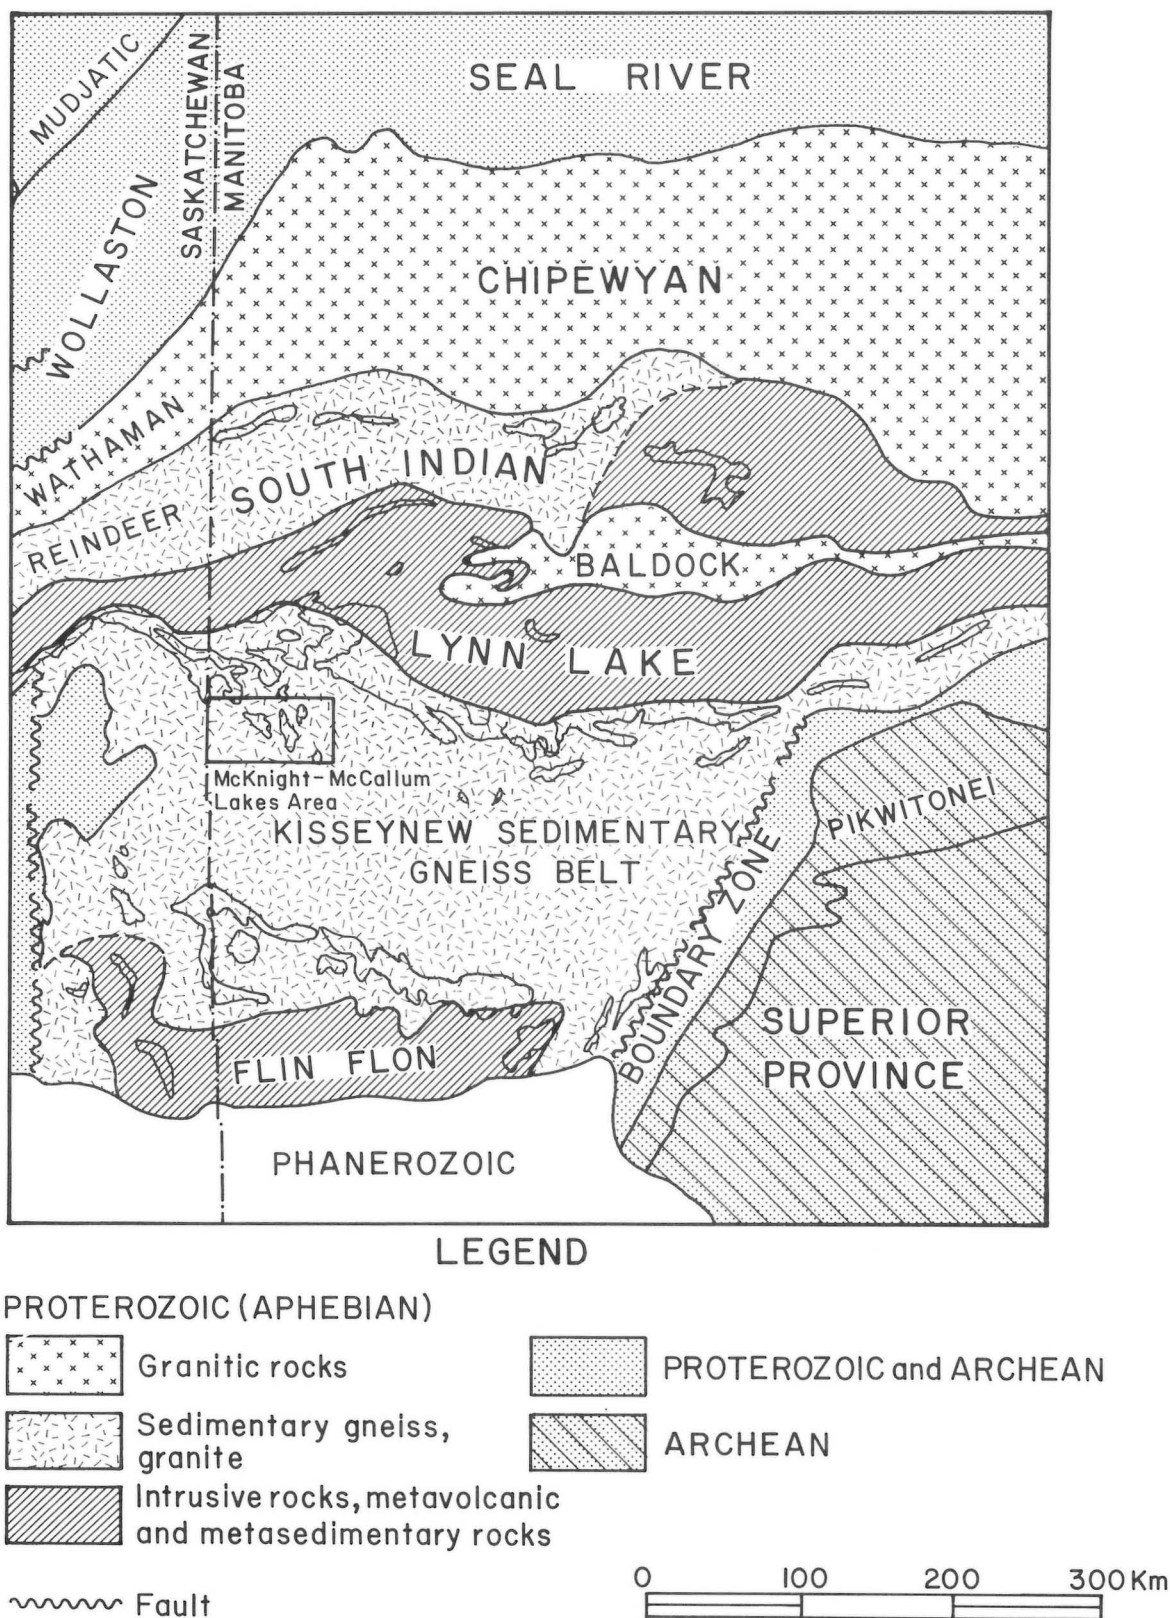 MUDJATIC
SASKATCHEWAN
MANITOBA
SEAL RIVER
WOLLASTON
CHIPEWYAN
WATHAMAN
REINDEER
SOUTH INDIAN
BALDOCK
LYNN LAKE
McKnight-McCallum
Lakes Area
KISSEYNEW SEDIMENTARY
GNEISS BELT
PIKWITONEI
BOUNDARY ZONE
SUPERIOR
PROVINCE
FLIN FLON
PHANEROZOIC
LEGEND
PROTEROZOIC (APHEBIAN)
Granitic rocks
Sedimentary gneiss,
granite
Intrusive rocks, metavolcanic
and metasedimentary rocks
Fault
PROTEROZOIC and ARCHEAN
ARCHEAN
0 100 200 300 Km